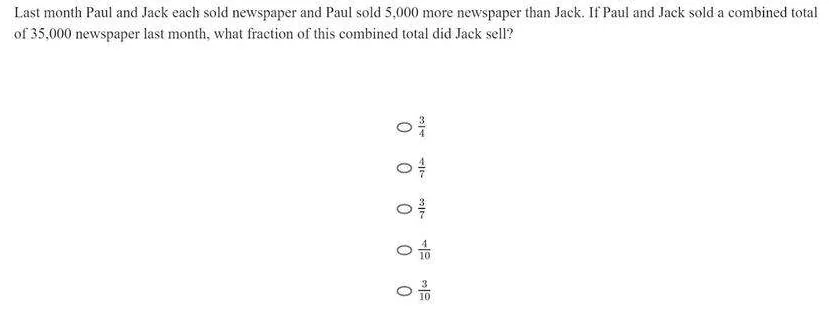 Last month Paul and Jack each sold newspaper and Paul sold 5,000 more newspaper than Jack. If Paul and Jack sold a combined total
of 35,000 newspaper last month, what fraction of this combined total did Jack sell?
3/4
4/7
3/7
4/10
3/10